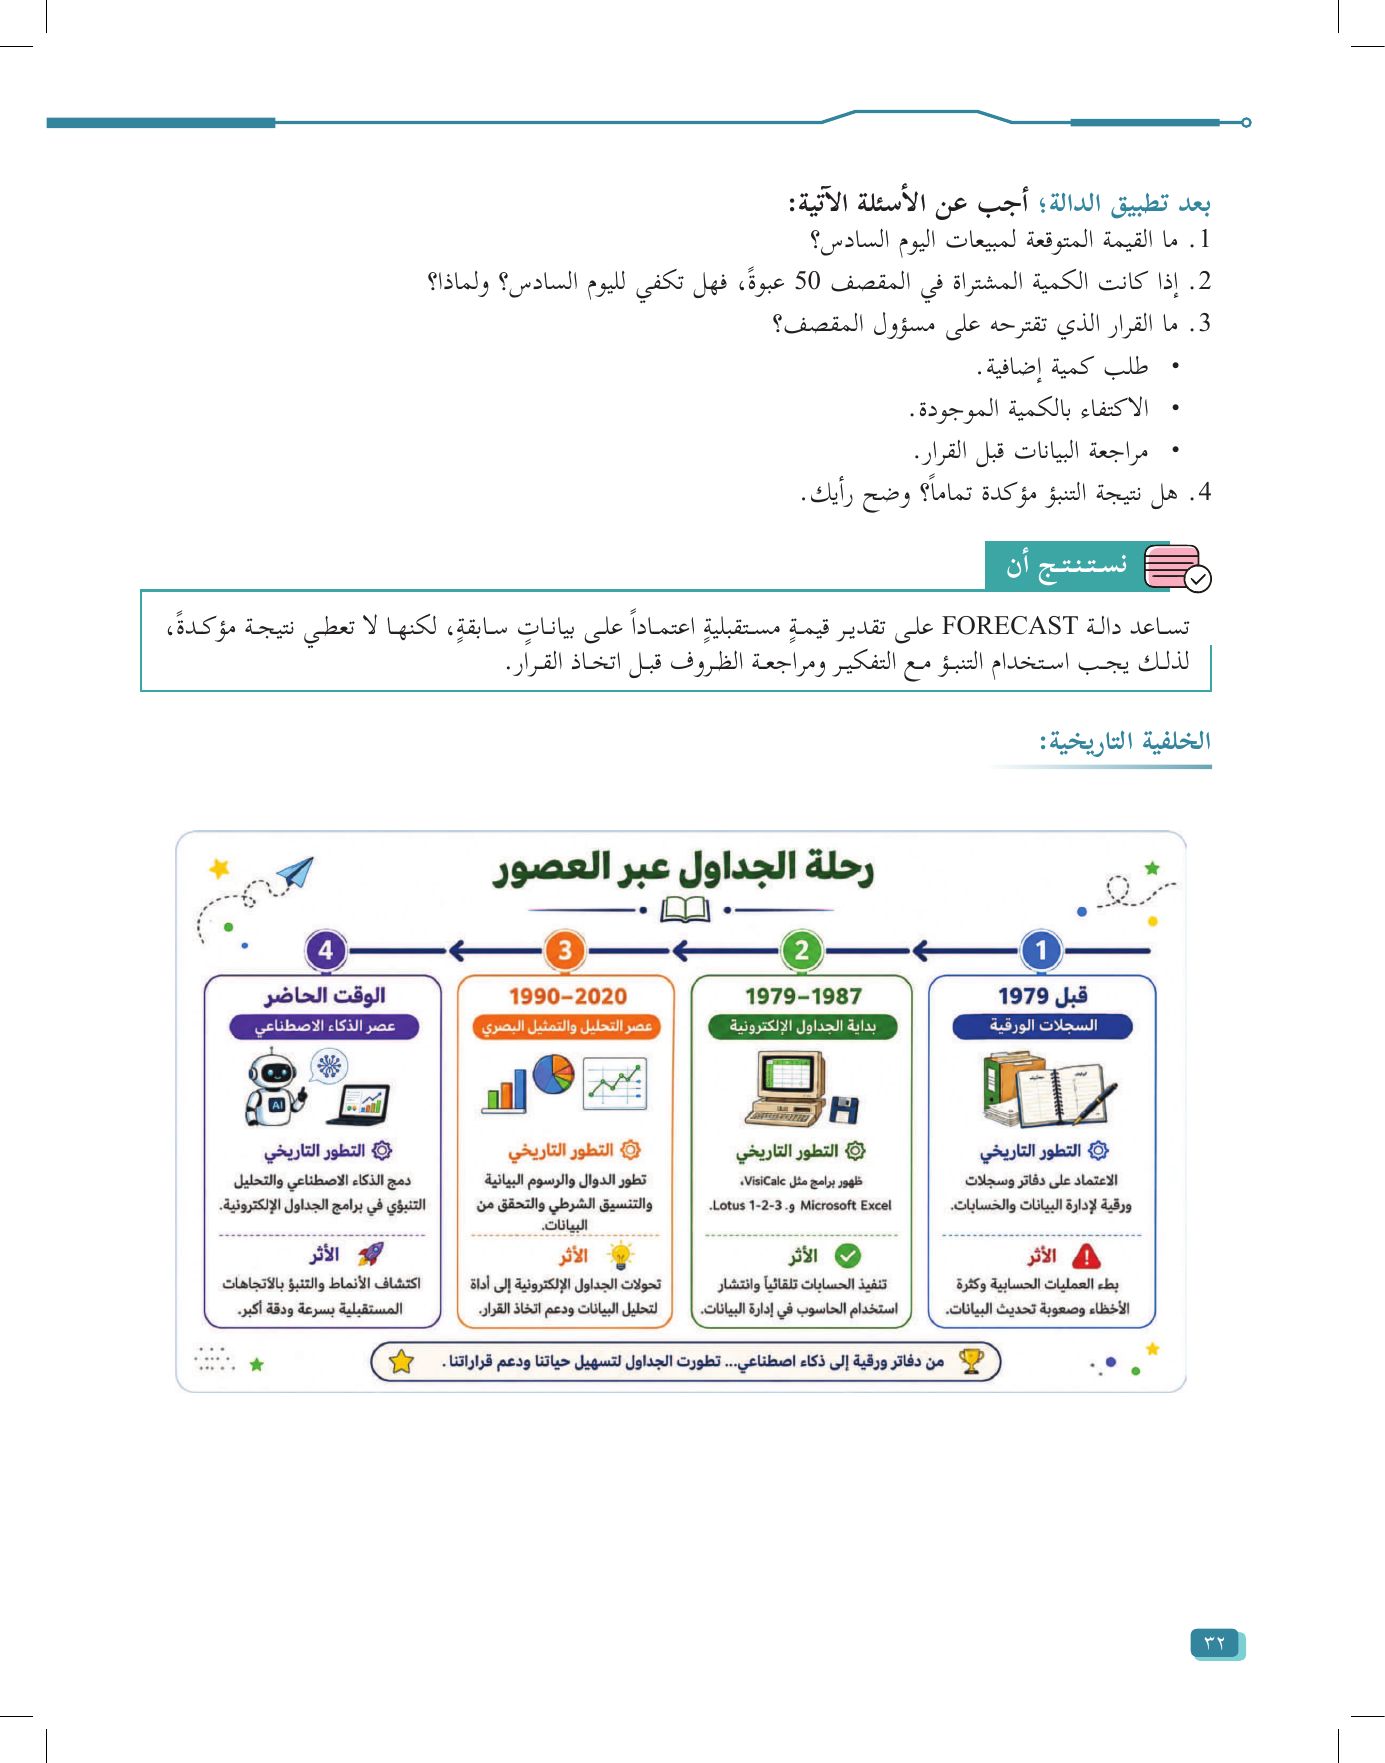 بعد تطبيق الدالة؛ أجب عن الأسئلة الآتية:
1. ما القيمة المتوقعة لمبيعات اليوم السادس؟
2. إذا كانت الكمية المشتراة في المقصف 50 عبوةً، فهل تكفي لليوم السادس؟ ولماذا؟
3. ما القرار الذي تقترحه على مسؤول المقصف؟
• طلب كمية إضافية.
• الاكتفاء بالكمية الموجودة.
• مراجعة البيانات قبل القرار.
4. هل نتيجة التنبؤ مؤكدة تماماً؟ وضح رأيك.
نستنتج أن
تساعد دالة FORECAST على تقدير قيمةٍ مستقبليةٍ اعتماداً على بياناتٍ سابقةٍ، لكنها لا تعطي نتيجة مؤكدةً،
لذلك يجب استخدام التنبؤ مع التفكير ومراجعة الظروف قبل اتخاذ القرار.
الخلفية التاريخية:
رحلة الجداول عبر العصور
1
قبل 1979
السجلات الورقية
التطور التاريخي
الاعتماد على دفاتر وسجلات
ورقية لإدارة البيانات والحسابات.
الأثر
بطء العمليات الحسابية وكثرة
الأخطاء وصعوبة تحديث البيانات.
2
1979–1987
بداية الجداول الإلكترونية
التطور التاريخي
ظهور برامج مثل VisiCalc،
Microsoft Excel و Lotus 1-2-3.
الأثر
تنفيذ الحسابات تلقائياً وانتشار
استخدام الحاسوب في إدارة البيانات.
3
1990–2020
عصر التحليل والتمثيل البصري
التطور التاريخي
تطور الدوال والرسوم البيانية
والتنسيق الشرطي والتحقق من
البيانات.
الأثر
تحولات الجداول الإلكترونية إلى أداة
لتحليل البيانات ودعم اتخاذ القرار.
4
الوقت الحاضر
عصر الذكاء الاصطناعي
AI
التطور التاريخي
دمج الذكاء الاصطناعي والتحليل
التنبؤي في برامج الجداول الإلكترونية.
الأثر
اكتشاف الأنماط والتنبؤ بالاتجاهات
المستقبلية بسرعة ودقة أكبر.
من دفاتر ورقية إلى ذكاء اصطناعي... تطورت الجداول لتسهيل حياتنا ودعم قراراتنا.
٣٢